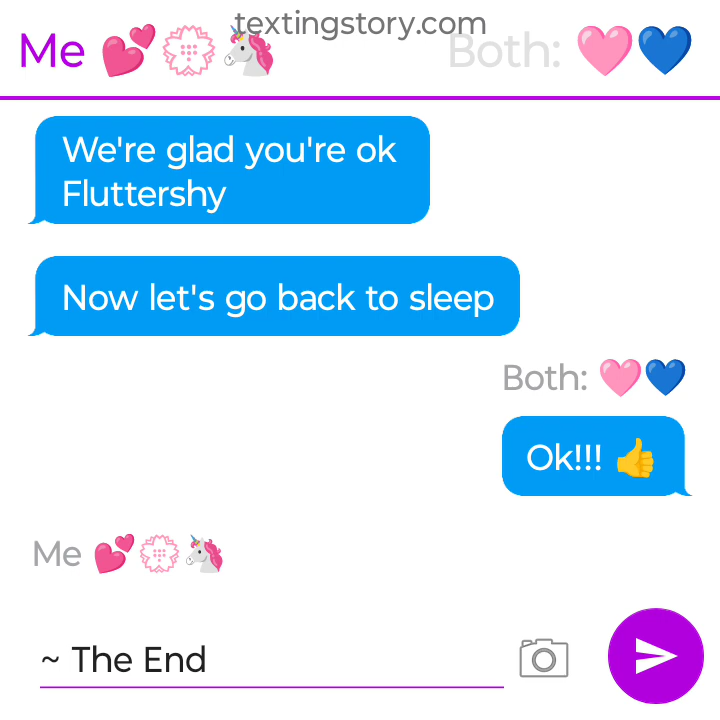 textingstory.com
Me 💕💮🦄 Both: 🩷💙
We're glad you're ok
Fluttershy
Now let's go back to sleep
Both: 🩷💙
Ok!!! 👍
Me 💕💮🦄
~ The End